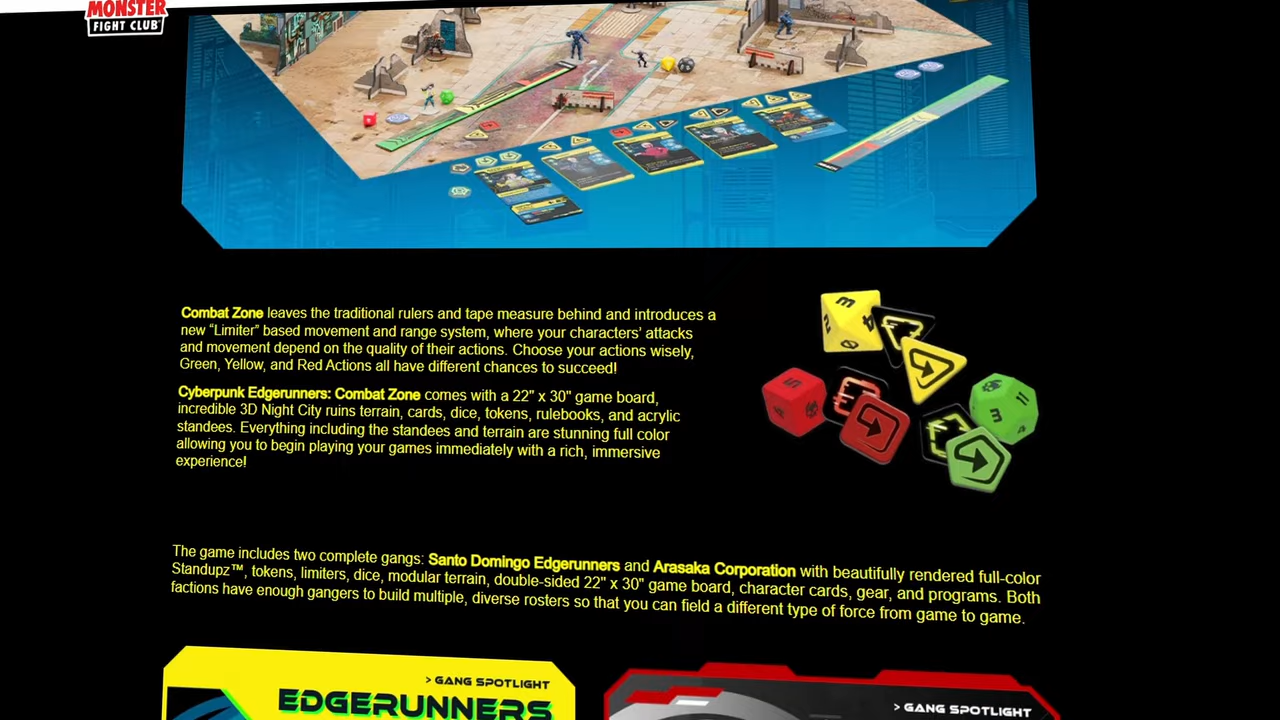 MONSTER
FIGHT CLUB
Combat Zone leaves the traditional rulers and tape measure behind and introduces a
new “Limiter” based movement and range system, where your characters’ attacks
and movement depend on the quality of their actions. Choose your actions wisely,
Green, Yellow, and Red Actions all have different chances to succeed!
Cyberpunk Edgerunners: Combat Zone comes with a 22" x 30" game board,
incredible 3D Night City ruins terrain, cards, dice, tokens, rulebooks, and acrylic
standees. Everything including the standees and terrain are stunning full color
allowing you to begin playing your games immediately with a rich, immersive
experience!
The game includes two complete gangs: Santo Domingo Edgerunners and Arasaka Corporation with beautifully rendered full-color
Standupz™, tokens, limiters, dice, modular terrain, double-sided 22" x 30" game board, character cards, gear, and programs. Both
factions have enough gangers to build multiple, diverse rosters so that you can field a different type of force from game to game.
> GANG SPOTLIGHT
EDGERUNNERS
> GANG SPOTLIGHT